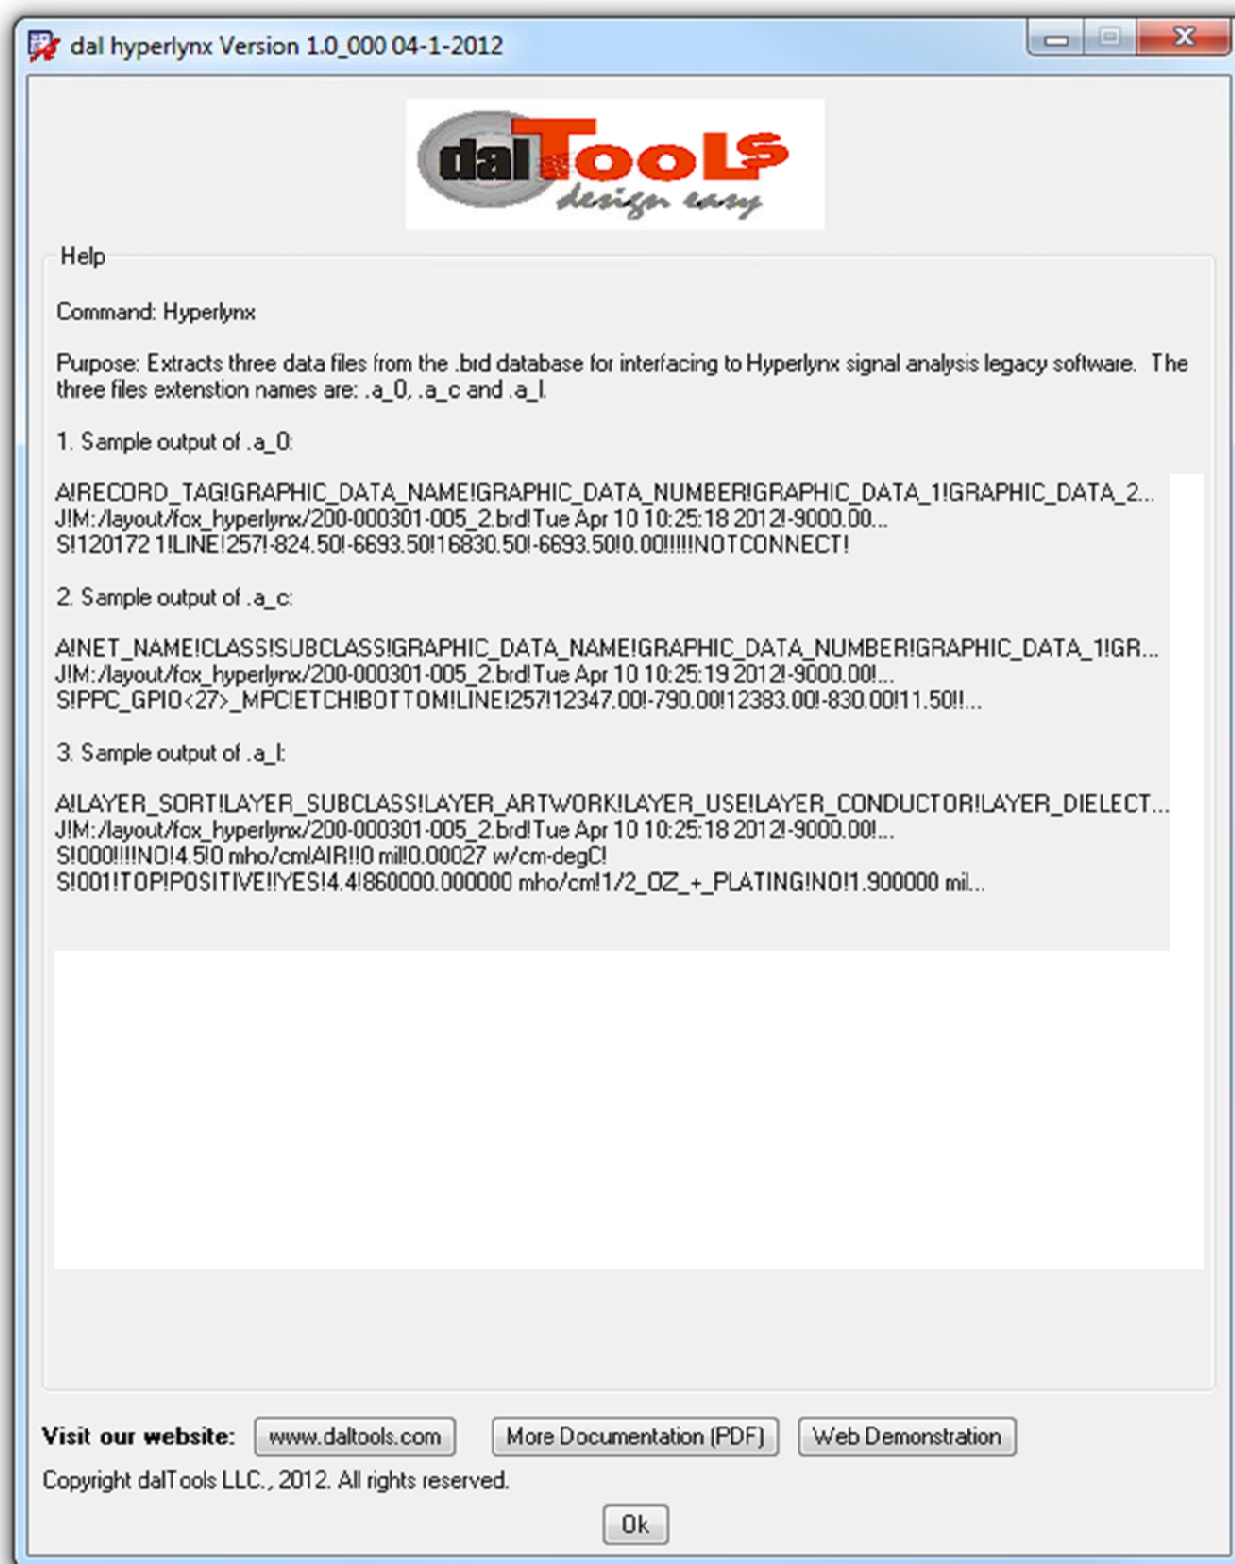 dal hyperlynx Version 1.0_000 04-1-2012
dalTooLs
design easy
Help
Command: Hyperlynx
Purpose: Extracts three data files from the .brd database for interfacing to Hyperlynx signal analysis legacy software. The
three files extenstion names are: .a_0, .a_c and .a_l.
1. Sample output of .a_0:
A!RECORD_TAG!GRAPHIC_DATA_NAME!GRAPHIC_DATA_NUMBER!GRAPHIC_DATA_1!GRAPHIC_DATA_2...
J!M:/layout/fox_hyperlynx/200-000301-005_2.brd!Tue Apr 10 10:25:18 2012!-9000.00...
S!120172 1!LINE!257!-824.50!-6693.50!16830.50!-6693.50!0.00!!!!!NOTCONNECT!
2. Sample output of .a_c:
A!NET_NAME!CLASS!SUBCLASS!GRAPHIC_DATA_NAME!GRAPHIC_DATA_NUMBER!GRAPHIC_DATA_1!GR...
J!M:/layout/fox_hyperlynx/200-000301-005_2.brd!Tue Apr 10 10:25:19 2012!-9000.00!...
S!PPC_GPIO<27>_MPC!ETCH!BOTTOM!LINE!257!12347.00!-790.00!12383.00!-830.00!11.50!!...
3. Sample output of .a_l:
A!LAYER_SORT!LAYER_SUBCLASS!LAYER_ARTWORK!LAYER_USE!LAYER_CONDUCTOR!LAYER_DIELECT...
J!M:/layout/fox_hyperlynx/200-000301-005_2.brd!Tue Apr 10 10:25:18 2012!-9000.00!...
S!000!!!!NO!4.5!0 mho/cm!AIR!!0 mil!0.00027 w/cm-degC!
S!001!TOP!POSITIVE!!YES!4.4!860000.000000 mho/cm!1/2_OZ_+_PLATING!NO!1.900000 mil...
Visit our website: www.daltools.com More Documentation (PDF) Web Demonstration
Copyright dalTools LLC., 2012. All rights reserved.
Ok